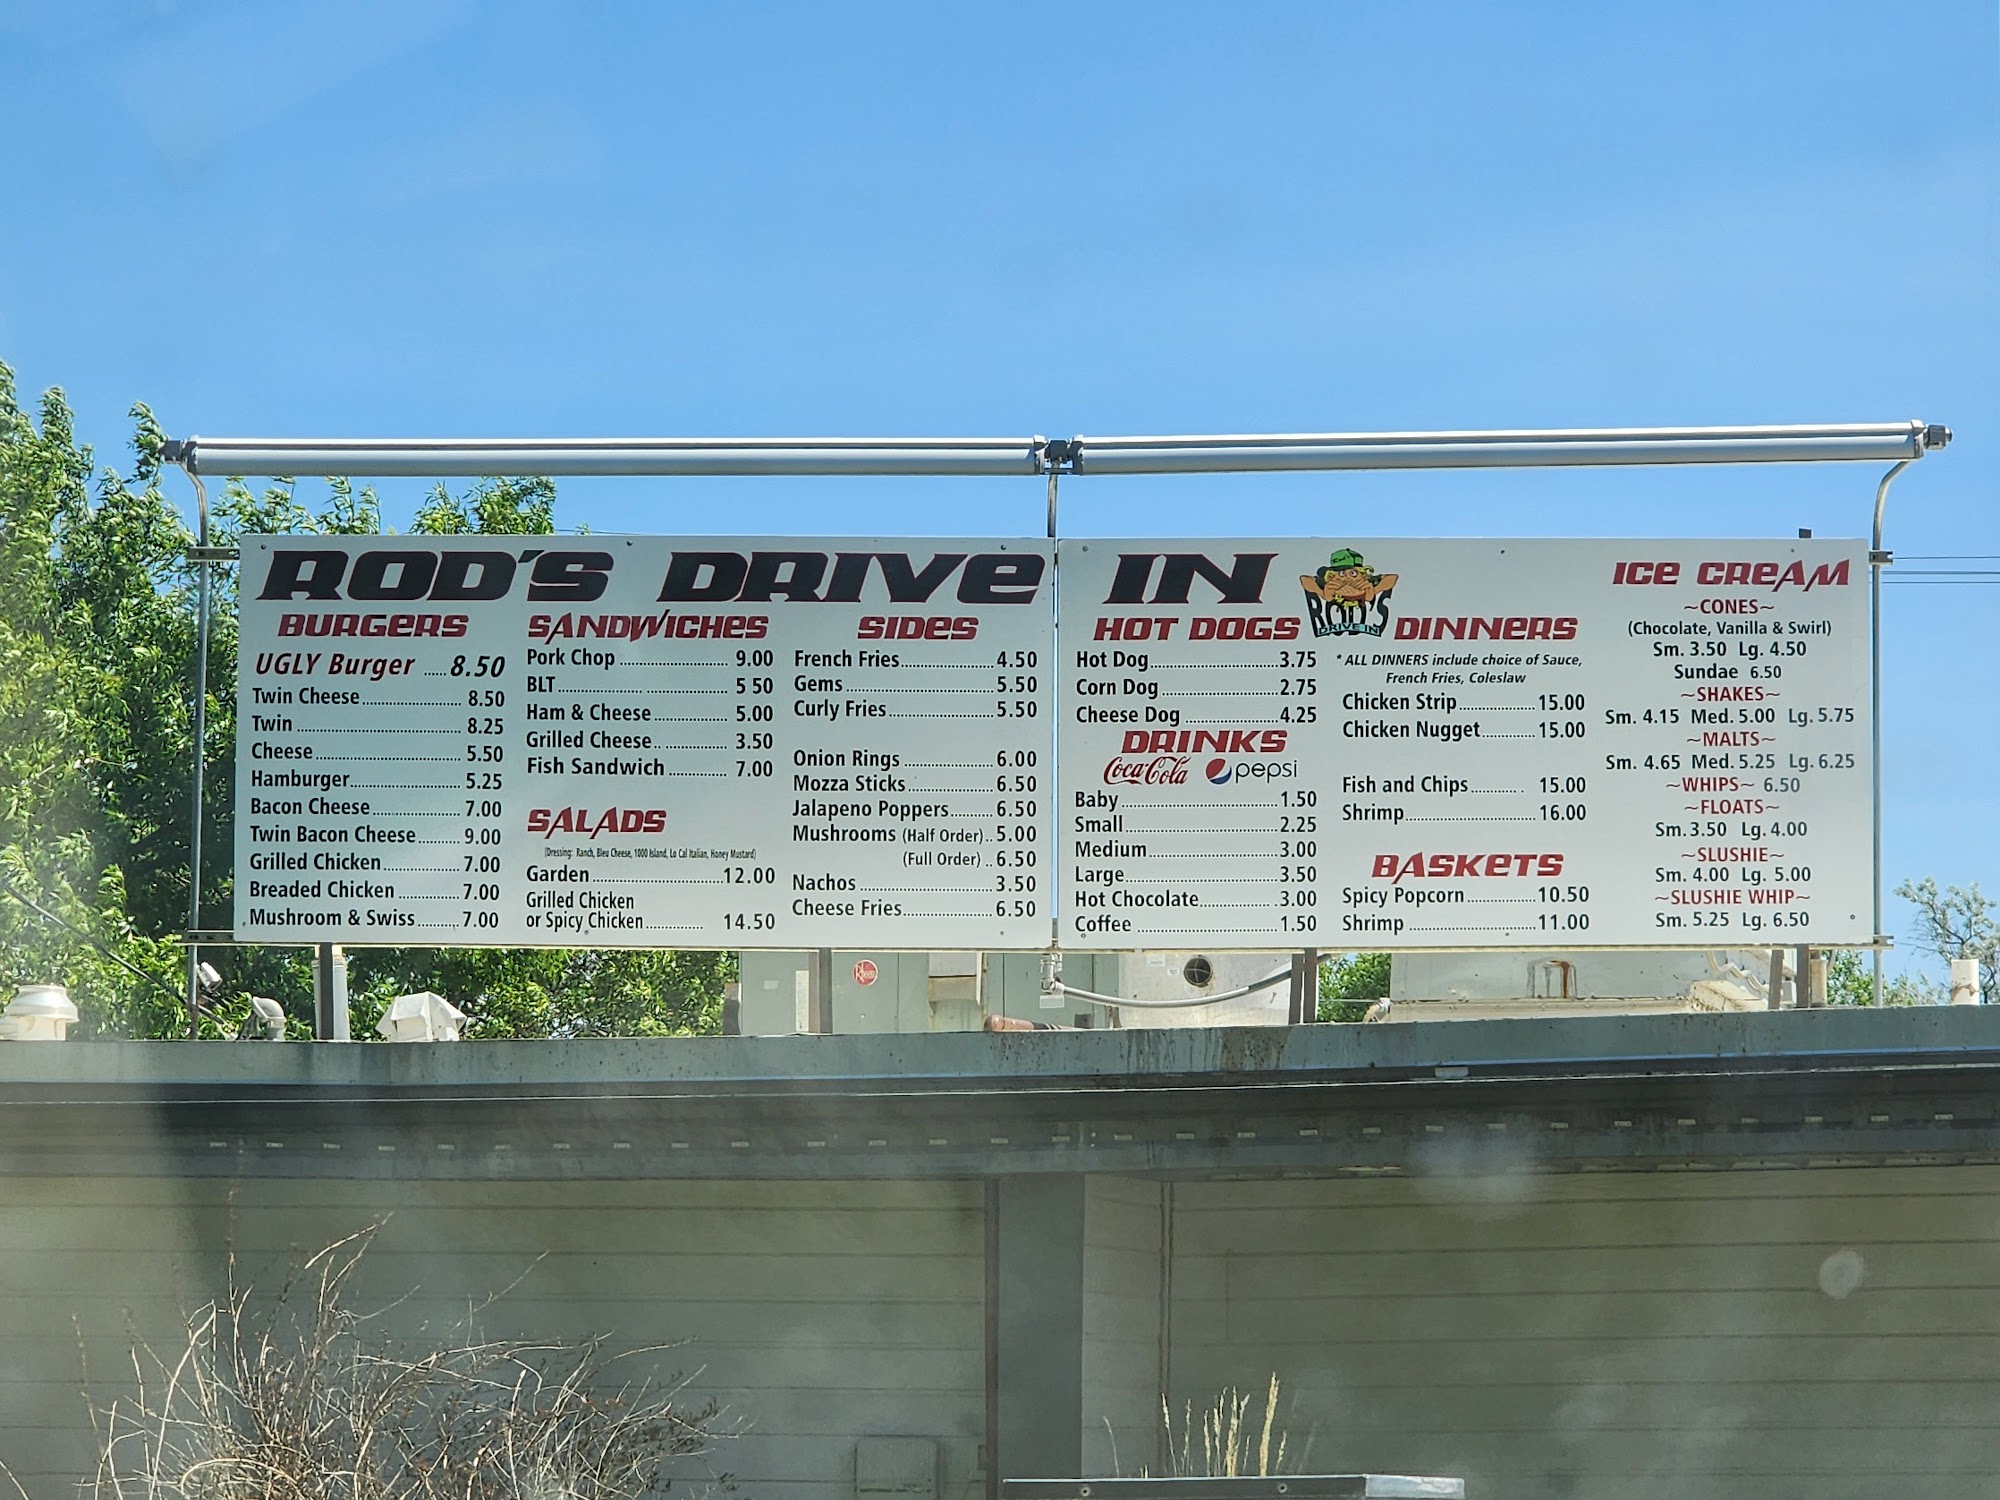 ROD'S DRIVE IN
BURGERS
UGLY Burger ...... 8.50
Twin Cheese ...... 8.50
Twin ...... 8.25
Cheese ...... 5.50
Hamburger ...... 5.25
Bacon Cheese ...... 7.00
Twin Bacon Cheese ...... 9.00
Grilled Chicken ...... 7.00
Breaded Chicken ...... 7.00
Mushroom & Swiss ...... 7.00
SANDWICHES
Pork Chop ...... 9.00
BLT ...... 5 50
Ham & Cheese ...... 5.00
Grilled Cheese ...... 3.50
Fish Sandwich ...... 7.00
SALADS
(Dressing: Ranch, Bleu Cheese, 1000 Island, Lo Cal Italian, Honey Mustard)
Garden ...... 12.00
Grilled Chicken
or Spicy Chicken ...... 14.50
SIDES
French Fries ...... 4.50
Gems ...... 5.50
Curly Fries ...... 5.50
Onion Rings ...... 6.00
Mozza Sticks ...... 6.50
Jalapeno Poppers ...... 6.50
Mushrooms (Half Order) .. 5.00
(Full Order) .. 6.50
Nachos ...... 3.50
Cheese Fries ...... 6.50
HOT DOGS
Hot Dog ...... 3.75
Corn Dog ...... 2.75
Cheese Dog ...... 4.25
DRINKS
Coca-Cola pepsi
Baby ...... 1.50
Small ...... 2.25
Medium ...... 3.00
Large ...... 3.50
Hot Chocolate ...... 3.00
Coffee ...... 1.50
ROD'S
DRIVE IN
DINNERS
* ALL DINNERS include choice of Sauce,
French Fries, Coleslaw
Chicken Strip ...... 15.00
Chicken Nugget ...... 15.00
Fish and Chips ...... 15.00
Shrimp ...... 16.00
BASKETS
Spicy Popcorn ...... 10.50
Shrimp ...... 11.00
ICE CREAM
~CONES~
(Chocolate, Vanilla & Swirl)
Sm. 3.50 Lg. 4.50
Sundae 6.50
~SHAKES~
Sm. 4.15 Med. 5.00 Lg. 5.75
~MALTS~
Sm. 4.65 Med. 5.25 Lg. 6.25
~WHIPS~ 6.50
~FLOATS~
Sm. 3.50 Lg. 4.00
~SLUSHIE~
Sm. 4.00 Lg. 5.00
~SLUSHIE WHIP~
Sm. 5.25 Lg. 6.50
Rheem